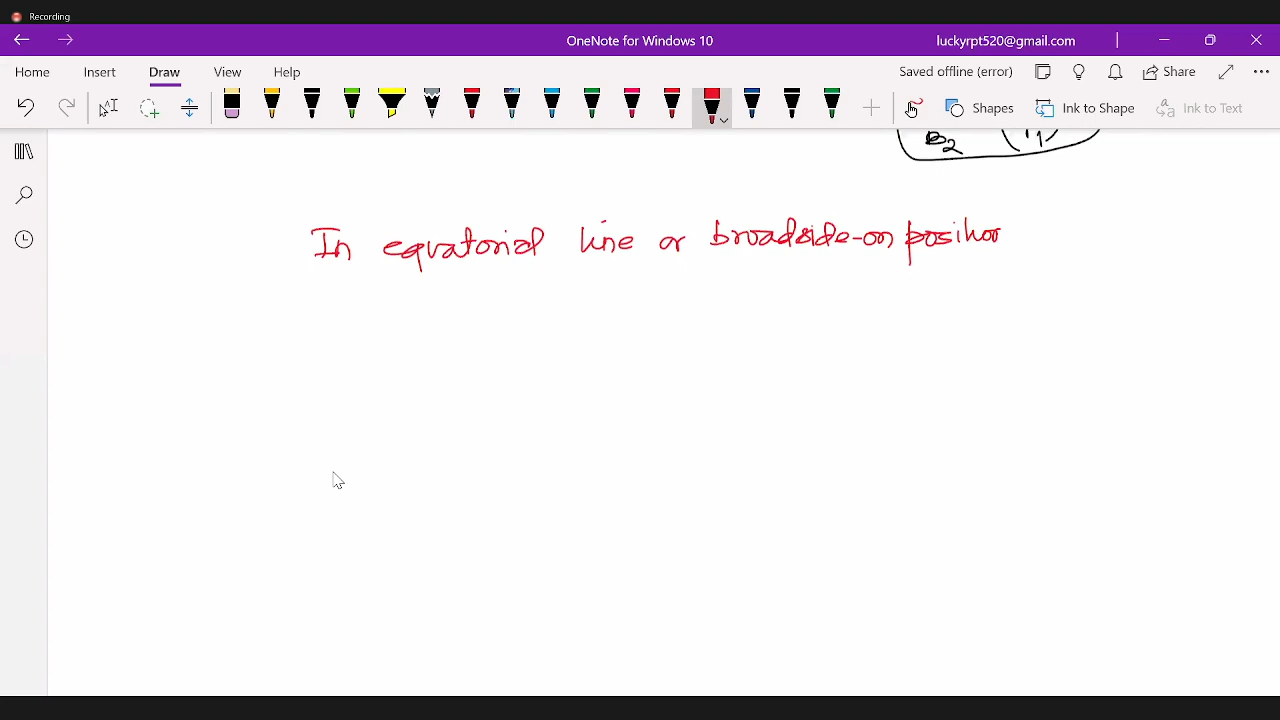 Recording
OneNote for Windows 10
luckyrpt520@gmail.com
Home Insert Draw View Help
Saved offline (error)
Share
Shapes
Ink to Shape
Ink to Text
B2
In equatorial line or broadside-on position